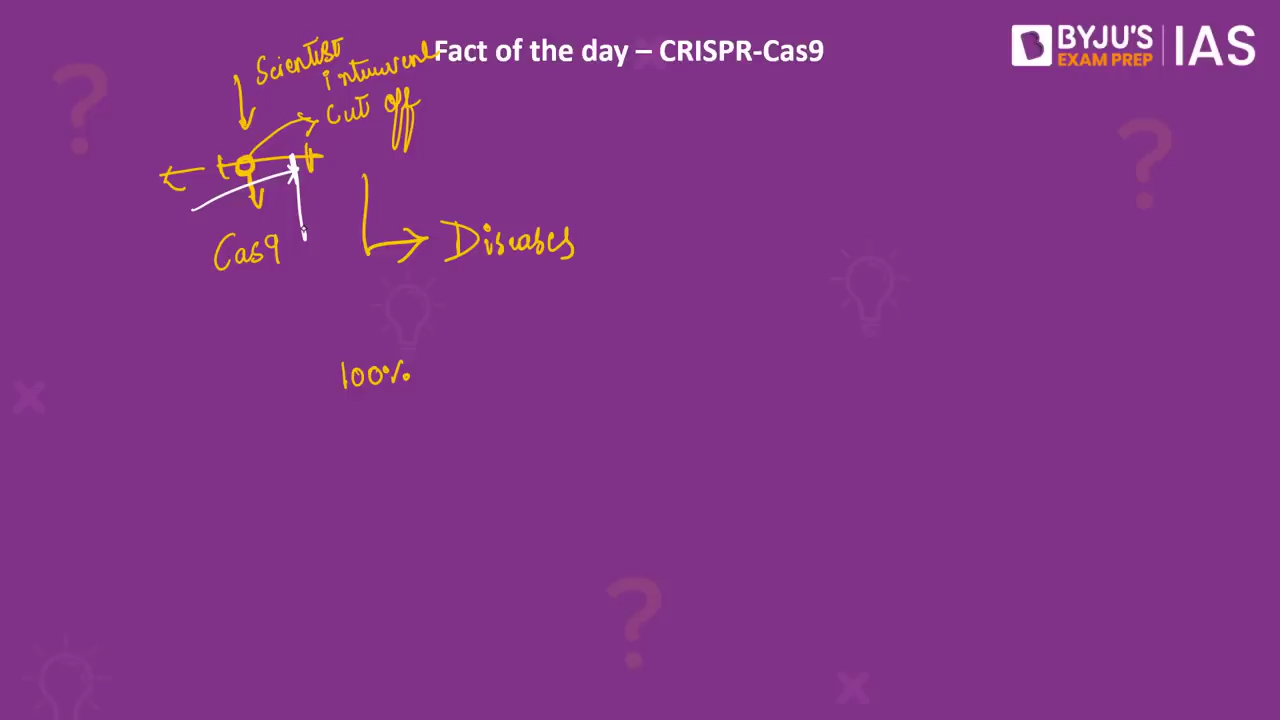 Fact of the day – CRISPR-Cas9
BYJU'S
EXAM PREP
IAS
Scientist
intervene
Cut off
Cas9
Diseases
100%